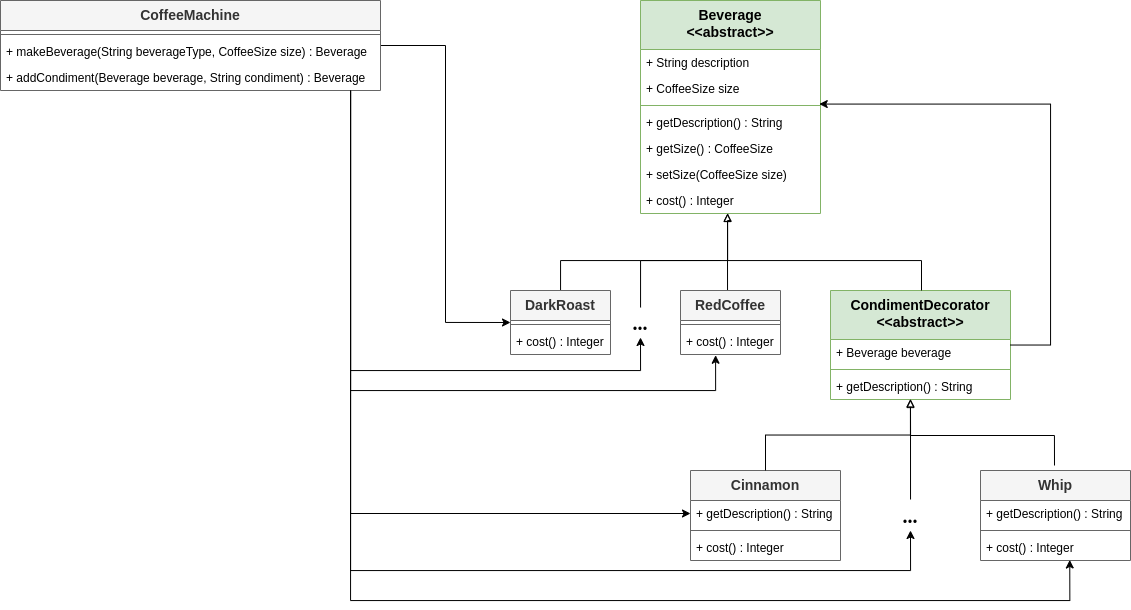 CoffeeMachine
+ makeBeverage(String beverageType, CoffeeSize size) : Beverage
+ addCondiment(Beverage beverage, String condiment) : Beverage
Beverage
<<abstract>>
+ String description
+ CoffeeSize size
+ getDescription() : String
+ getSize() : CoffeeSize
+ setSize(CoffeeSize size)
+ cost() : Integer
DarkRoast
+ cost() : Integer
...
RedCoffee
+ cost() : Integer
CondimentDecorator
<<abstract>>
+ Beverage beverage
+ getDescription() : String
Cinnamon
+ getDescription() : String
+ cost() : Integer
...
Whip
+ getDescription() : String
+ cost() : Integer